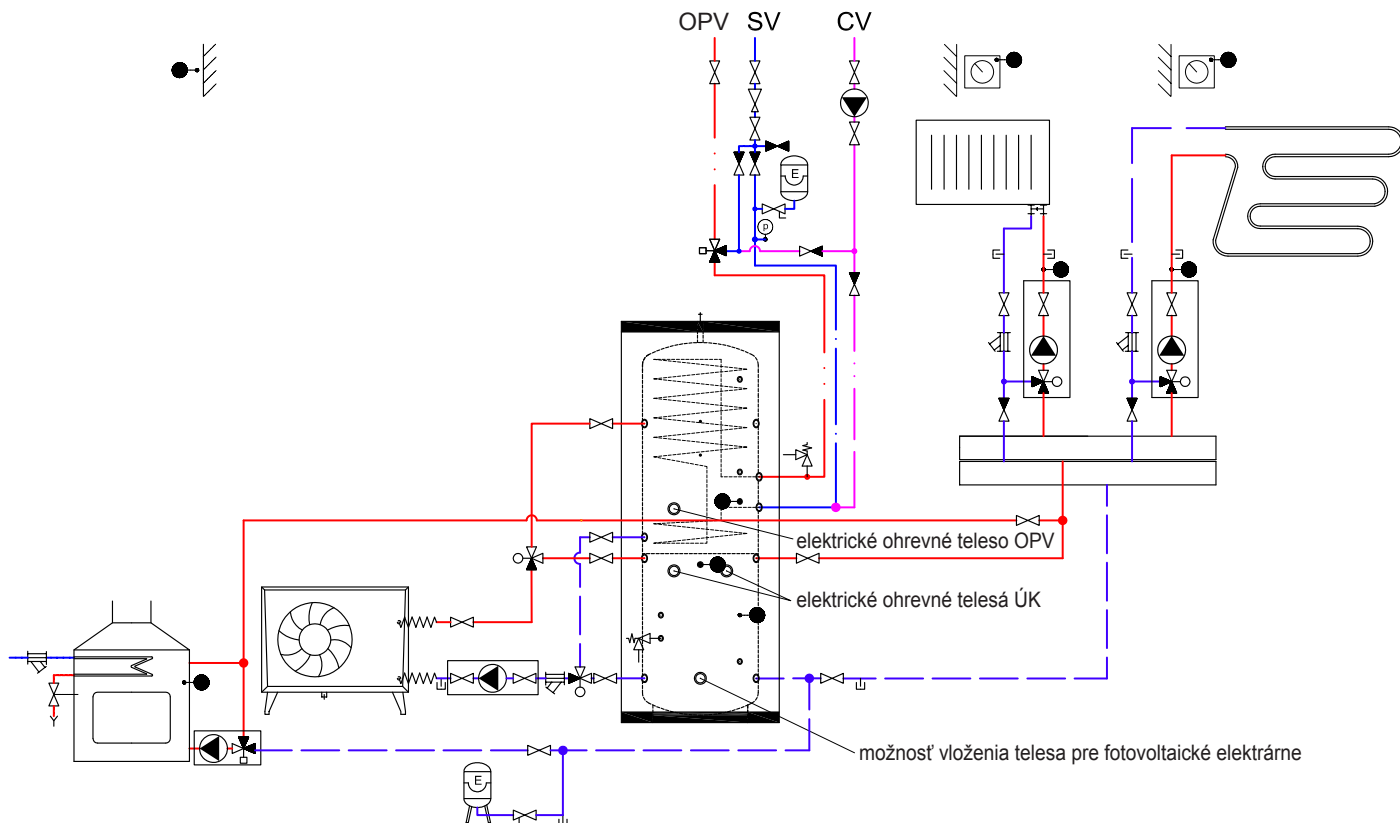 OPV SV CV
E
p
elektrické ohrevné teleso OPV
elektrické ohrevné telesá ÚK
možnosť vloženia telesa pre fotovoltaické elektrárne
E